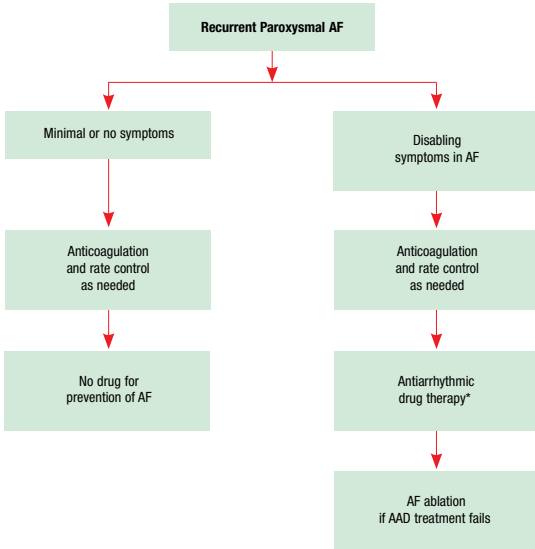 Recurrent Paroxysmal AF
Minimal or no symptoms
Disabling
symptoms in AF
Anticoagulation
and rate control
as needed
Anticoagulation
and rate control
as needed
No drug for
prevention of AF
Antiarrhythmic
drug therapy*
AF ablation
if AAD treatment fails